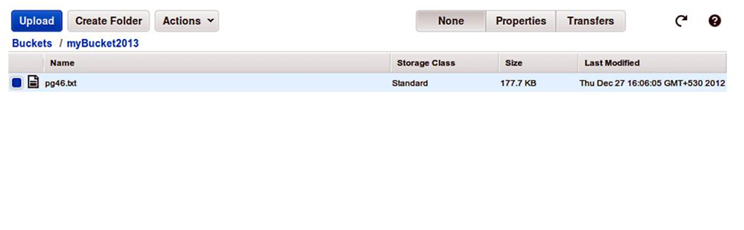 Upload Create Folder Actions None Properties Transfers ?
Buckets / myBucket2013
Name Storage Class Size Last Modified
pg46.txt Standard 177.7 KB Thu Dec 27 16:06:05 GMT+530 2012